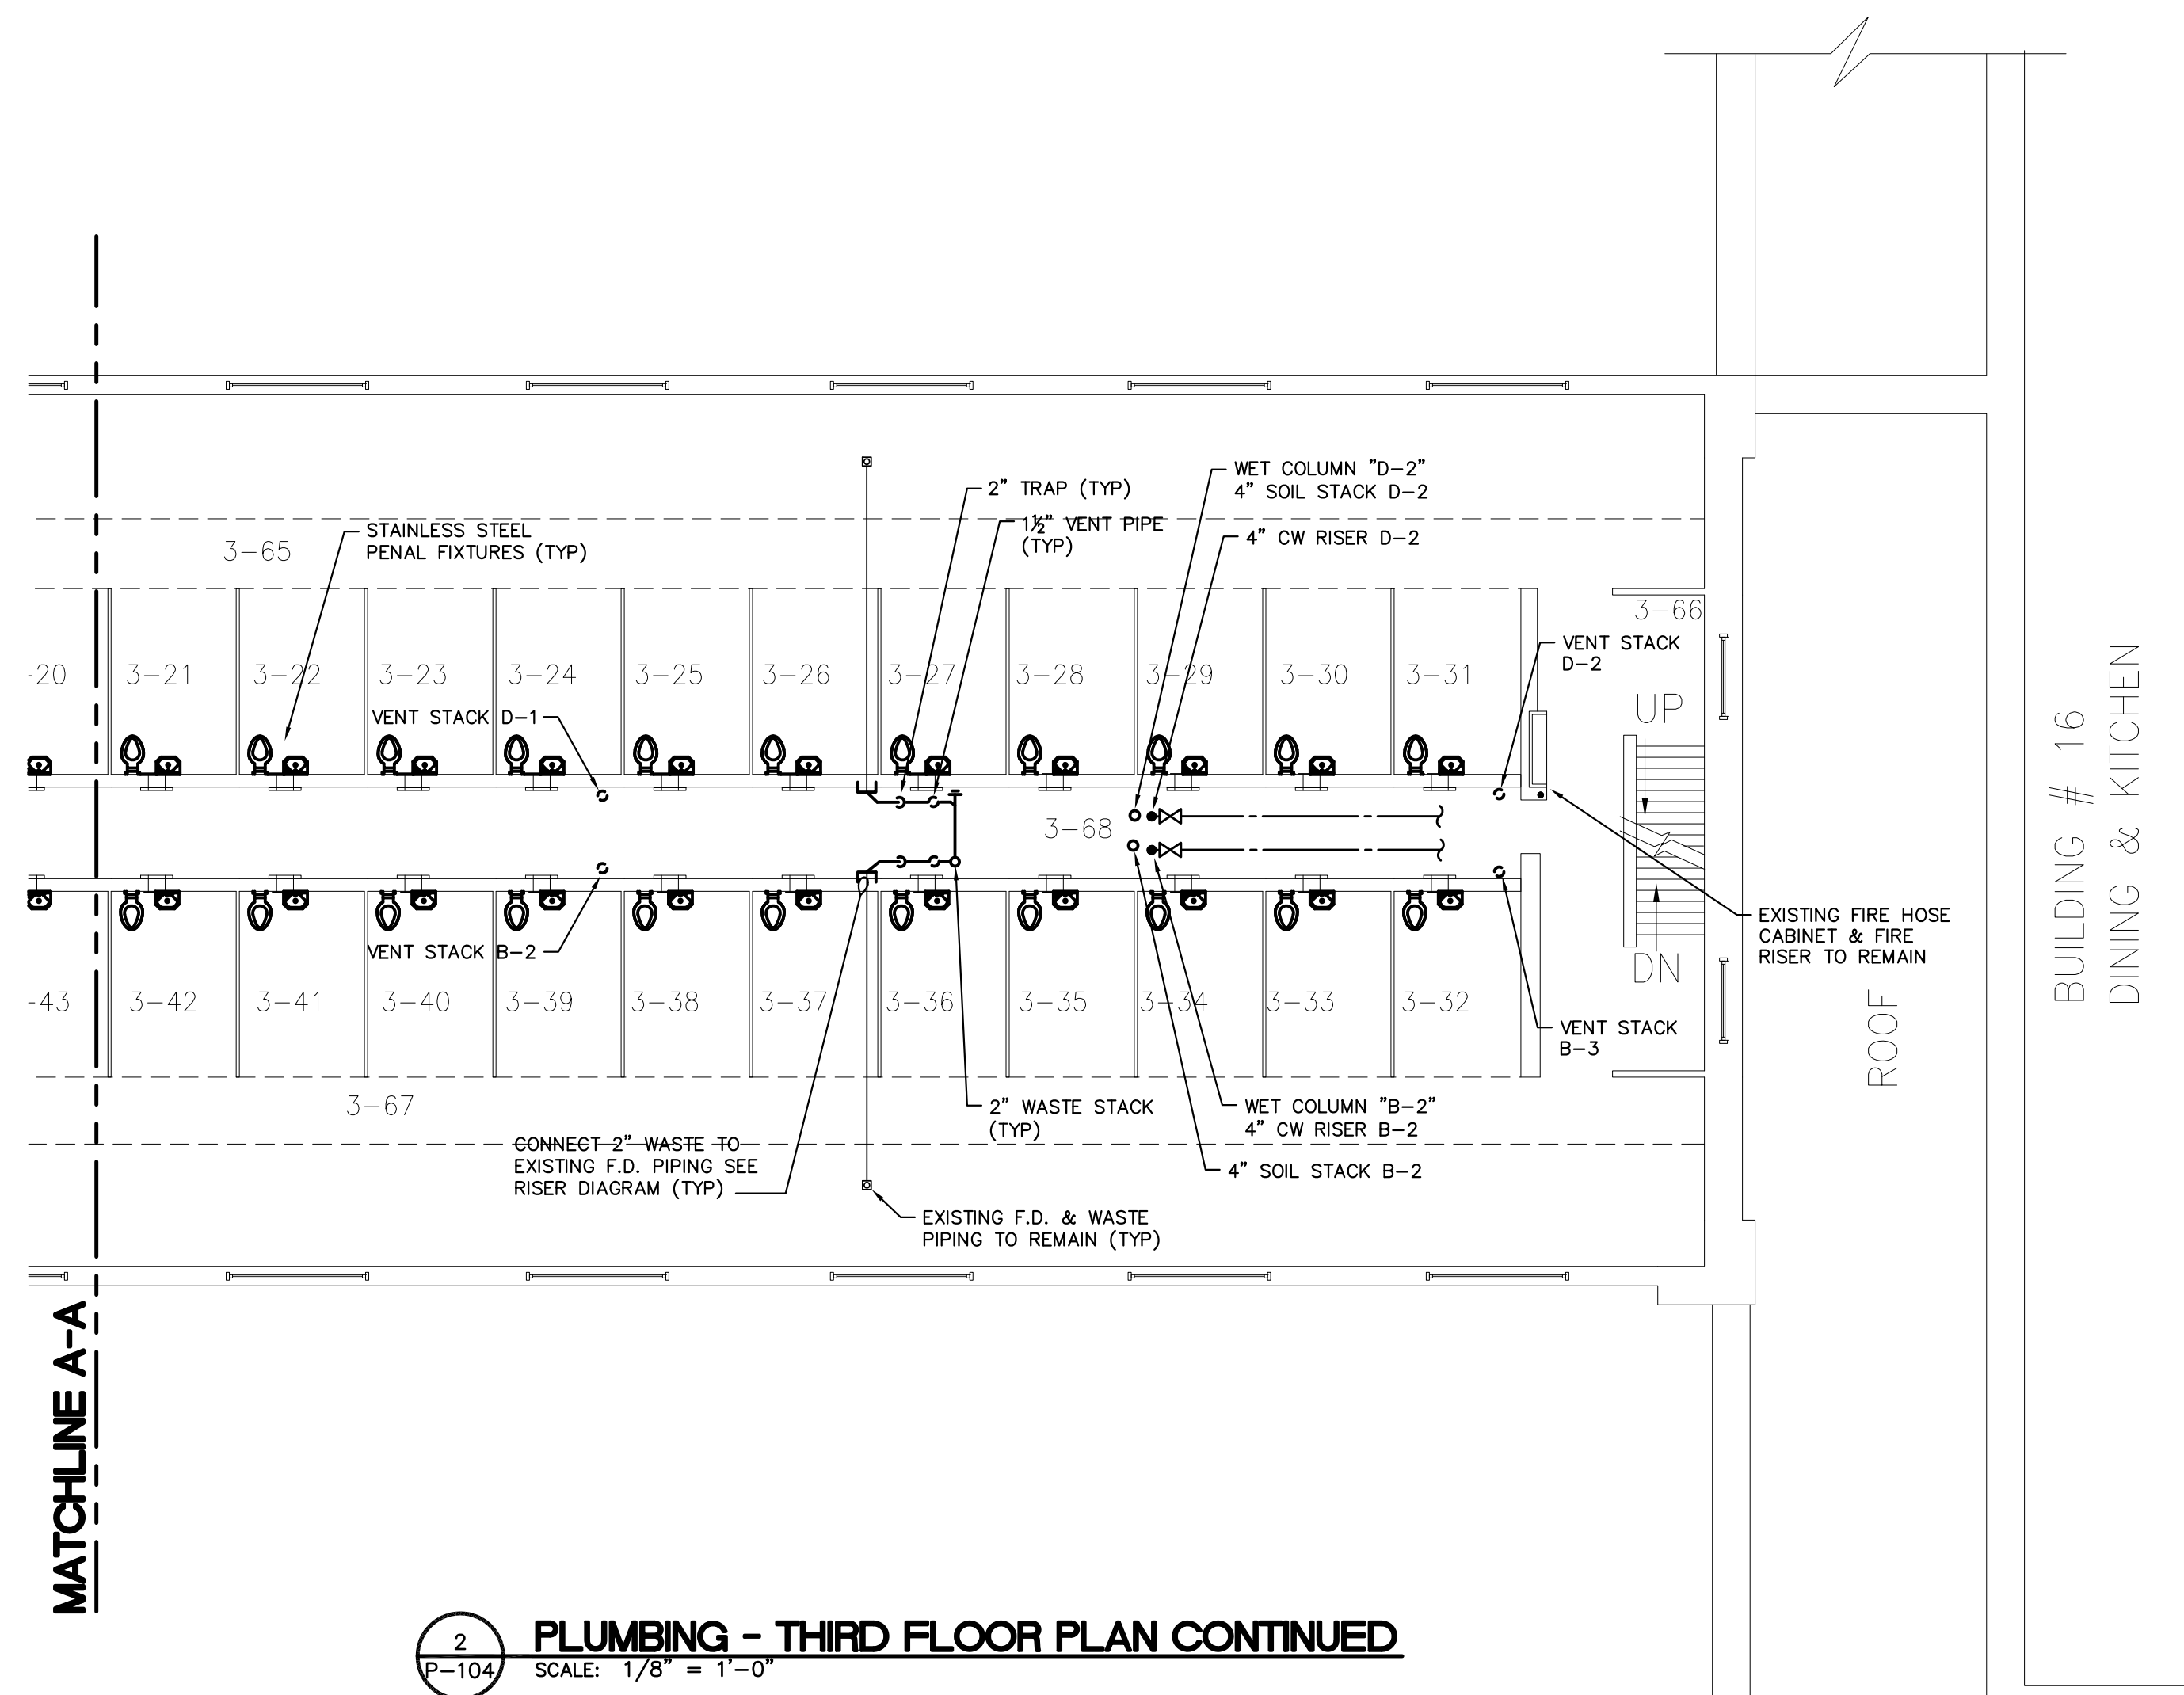 WET COLUMN "D-2"
4" SOIL STACK D-2
2" TRAP (TYP)
1½" VENT PIPE
(TYP)
4" CW RISER D-2
STAINLESS STEEL
PENAL FIXTURES (TYP)
3-65
3-66
VENT STACK
D-2
-20
3-21
3-22
3-23
3-24
3-25
3-26
3-27
3-28
3-29
3-30
3-31
UP
VENT STACK D-1
3-68
VENT STACK B-2
EXISTING FIRE HOSE
CABINET & FIRE
RISER TO REMAIN
DN
-43
3-42
3-41
3-40
3-39
3-38
3-37
3-36
3-35
3-34
3-33
3-32
VENT STACK
B-3
ROOF
BUILDING # 16
DINING & KITCHEN
3-67
2" WASTE STACK
(TYP)
WET COLUMN "B-2"
4" CW RISER B-2
CONNECT 2" WASTE TO
EXISTING F.D. PIPING SEE
RISER DIAGRAM (TYP)
4" SOIL STACK B-2
EXISTING F.D. & WASTE
PIPING TO REMAIN (TYP)
MATCHLINE A-A
2
P-104
PLUMBING - THIRD FLOOR PLAN CONTINUED
SCALE: 1/8" = 1'-0"